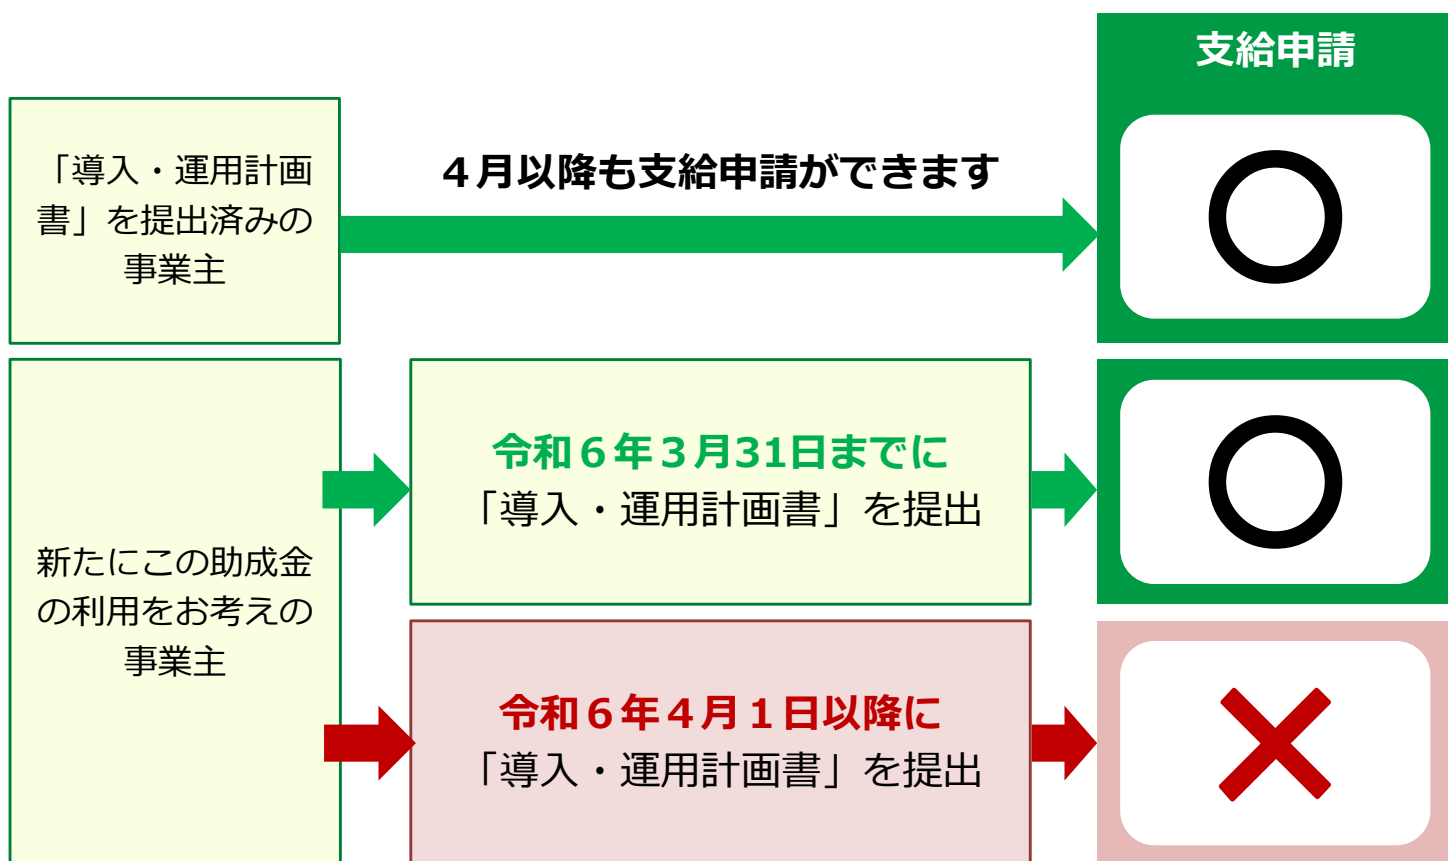 支給申請
「導入・運用計画
書」を提出済みの
事業主
４月以降も支給申請ができます
新たにこの助成金
の利用をお考えの
事業主
令和６年３月31日までに
「導入・運用計画書」を提出
令和６年４月１日以降に
「導入・運用計画書」を提出